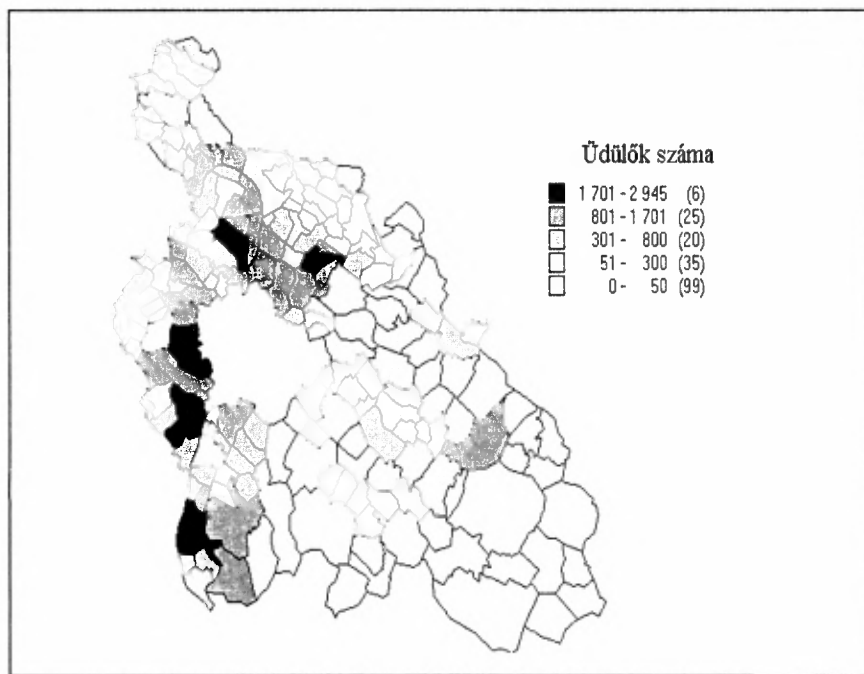 Üdülők száma
1 701 - 2 945 (6)
801 - 1 701 (25)
301 - 800 (20)
51 - 300 (35)
0 - 50 (99)